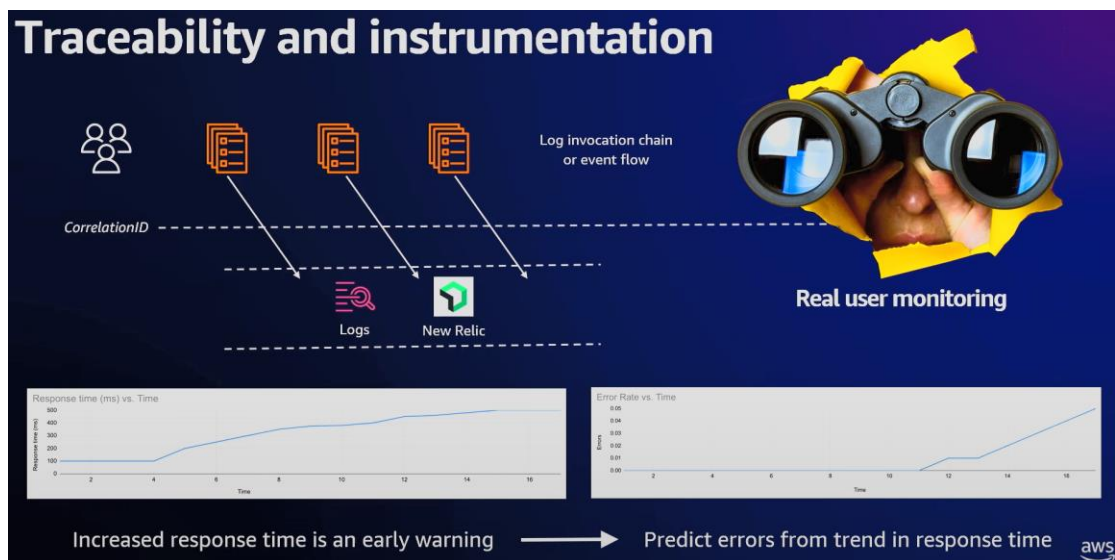 Traceability and instrumentation
Log invocation chain
or event flow
CorrelationID
Logs
New Relic
Real user monitoring
Response time (ms) vs. Time
Response time (ms)
500
400
300
200
100
0
2
4
6
8
10
12
14
16
Time
Error Rate vs. Time
Errors
0.05
0.04
0.03
0.02
0.01
0.00
2
4
6
8
10
12
14
16
Time
Increased response time is an early warning
Predict errors from trend in response time
aws